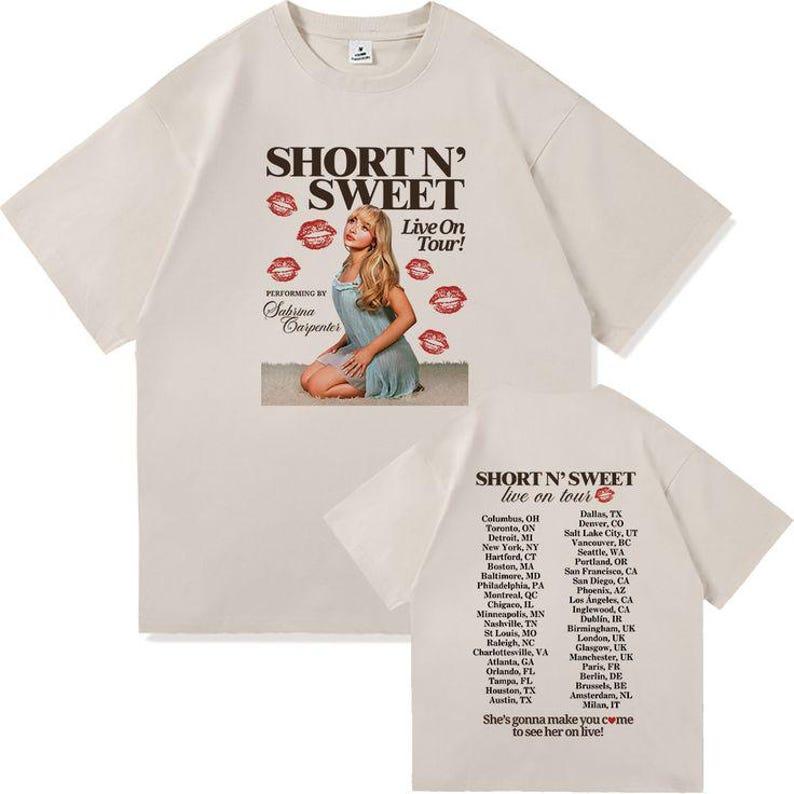 SHORT N'
SWEET
Live On
Tour!
PERFORMING BY
Sabrina
Carpenter
SHORT N' SWEET
live on tour
Columbus, OH
Toronto, ON
Detroit, MI
New York, NY
Hartford, CT
Boston, MA
Baltimore, MD
Philadelphia, PA
Montreal, QC
Chigaco, IL
Minneapolis, MN
Nashville, TN
St Louis, MO
Raleigh, NC
Charlottesville, VA
Atlanta, GA
Orlando, FL
Tampa, FL
Houston, TX
Austin, TX
Dallas, TX
Denver, CO
Salt Lake City, UT
Vancouver, BC
Seattle, WA
Portland, OR
San Francisco, CA
San Diego, CA
Phoenix, AZ
Los Ángeles, CA
Inglewood, CA
Dublín, IR
Birmingham, UK
London, UK
Glasgow, UK
Manchester, UK
Paris, FR
Berlin, DE
Brussels, BE
Amsterdam, NL
Milan, IT
She's gonna make you c♥me
to see her on live!